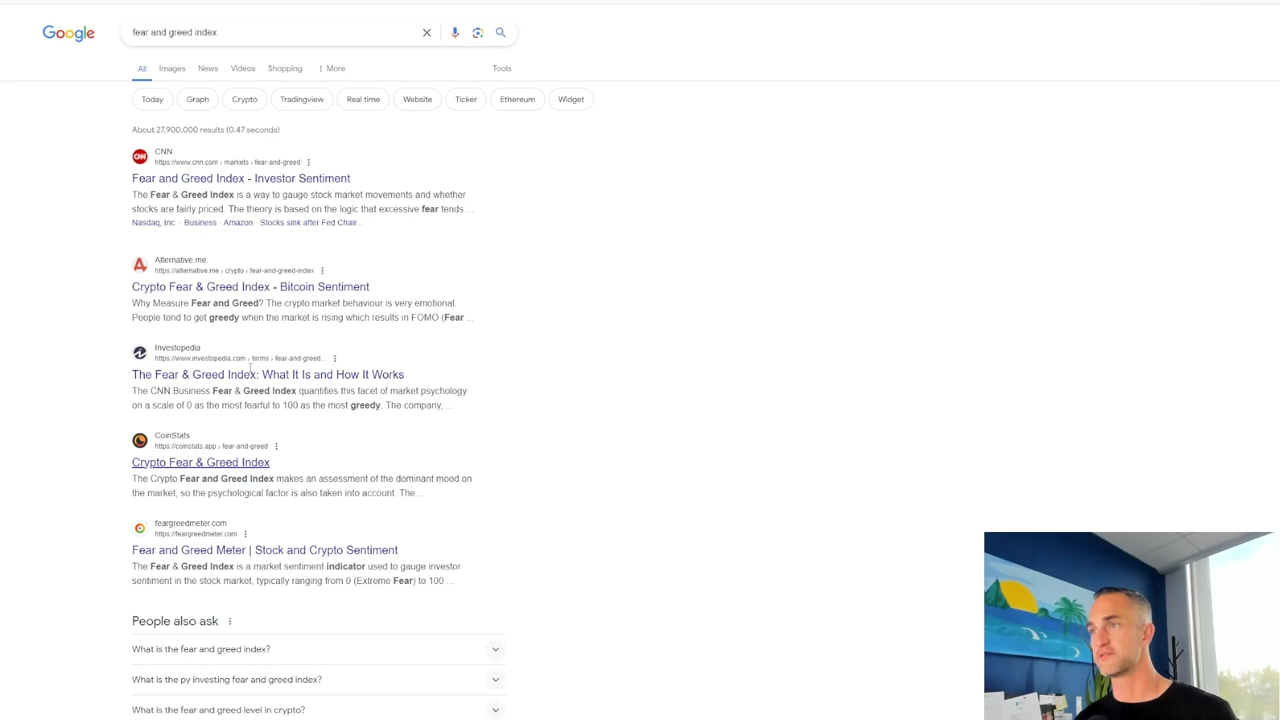 Google
fear and greed index
All Images News Videos Shopping More Tools
Today Graph Crypto Tradingview Real time Website Ticker Ethereum Widget
About 27,900,000 results (0.47 seconds)
CNN
CNN
https://www.cnn.com › markets › fear-and-greed
Fear and Greed Index - Investor Sentiment
The Fear & Greed Index is a way to gauge stock market movements and whether
stocks are fairly priced. The theory is based on the logic that excessive fear tends ...
Nasdaq, Inc. · Business · Amazon · Stocks sink after Fed Chair...
Alternative.me
https://alternative.me › crypto › fear-and-greed-index
Crypto Fear & Greed Index - Bitcoin Sentiment
Why Measure Fear and Greed? The crypto market behaviour is very emotional.
People tend to get greedy when the market is rising which results in FOMO (Fear ...
Investopedia
https://www.investopedia.com › terms › fear-and-greed...
The Fear & Greed Index: What It Is and How It Works
The CNN Business Fear & Greed Index quantifies this facet of market psychology
on a scale of 0 as the most fearful to 100 as the most greedy. The company, ...
CoinStats
https://coinstats.app › fear-and-greed
Crypto Fear & Greed Index
The Crypto Fear and Greed Index makes an assessment of the dominant mood on
the market, so the psychological factor is also taken into account. The...
feargreedmeter.com
https://feargreedmeter.com
Fear and Greed Meter | Stock and Crypto Sentiment
The Fear & Greed Index is a market sentiment indicator used to gauge investor
sentiment in the stock market, typically ranging from 0 (Extreme Fear) to 100 ...
People also ask
What is the fear and greed index?
What is the py investing fear and greed index?
What is the fear and greed level in crypto?